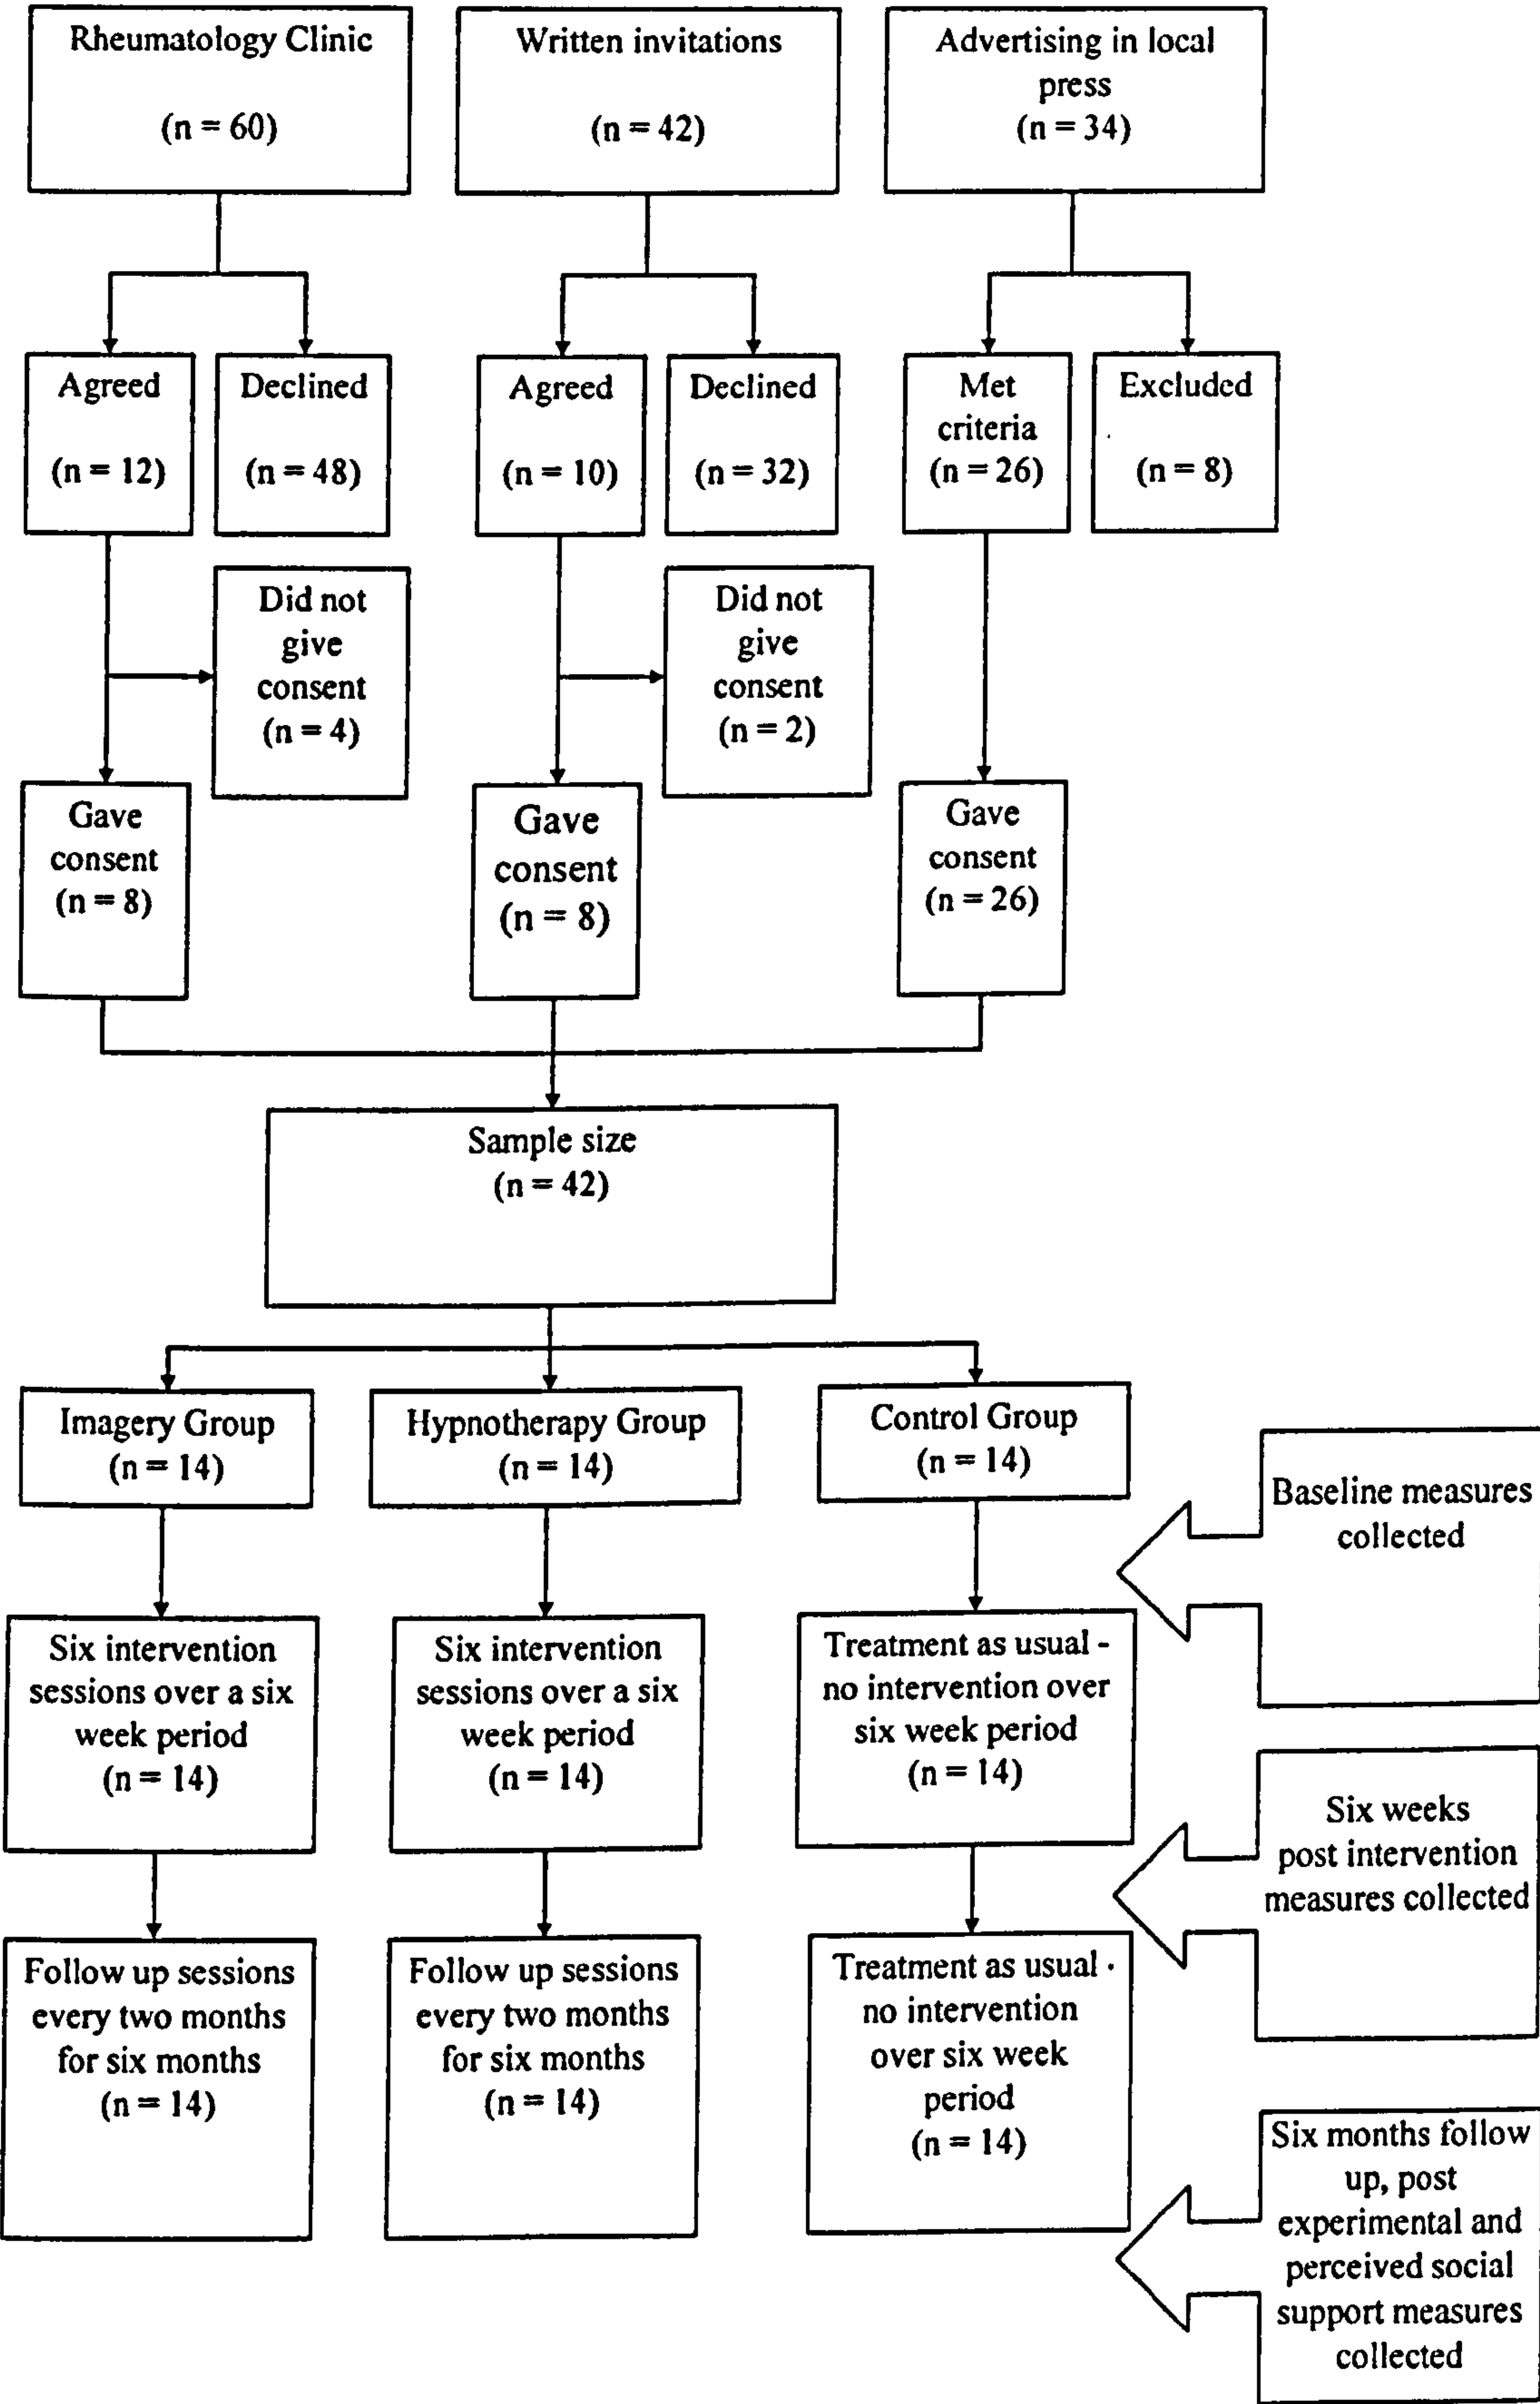 Rheumatology Clinic
(n = 60)
Written invitations
(n = 42)
Advertising in local
press
(n = 34)
Agreed
(n = 12)
Declined
(n = 48)
Agreed
(n = 10)
Declined
(n = 32)
Met
criteria
(n = 26)
Excluded
(n = 8)
Did not
give
consent
(n = 4)
Did not
give
consent
(n = 2)
Gave
consent
(n = 8)
Gave
consent
(n = 8)
Gave
consent
(n = 26)
Sample size
(n = 42)
Imagery Group
(n = 14)
Hypnotherapy Group
(n = 14)
Control Group
(n = 14)
Baseline measures
collected
Six intervention
sessions over a six
week period
(n = 14)
Six intervention
sessions over a six
week period
(n = 14)
Treatment as usual -
no intervention over
six week period
(n = 14)
Six weeks
post intervention
measures collected
Follow up sessions
every two months
for six months
(n = 14)
Follow up sessions
every two months
for six months
(n = 14)
Treatment as usual -
no intervention
over six week
period
(n = 14)
Six months follow
up, post
experimental and
perceived social
support measures
collected